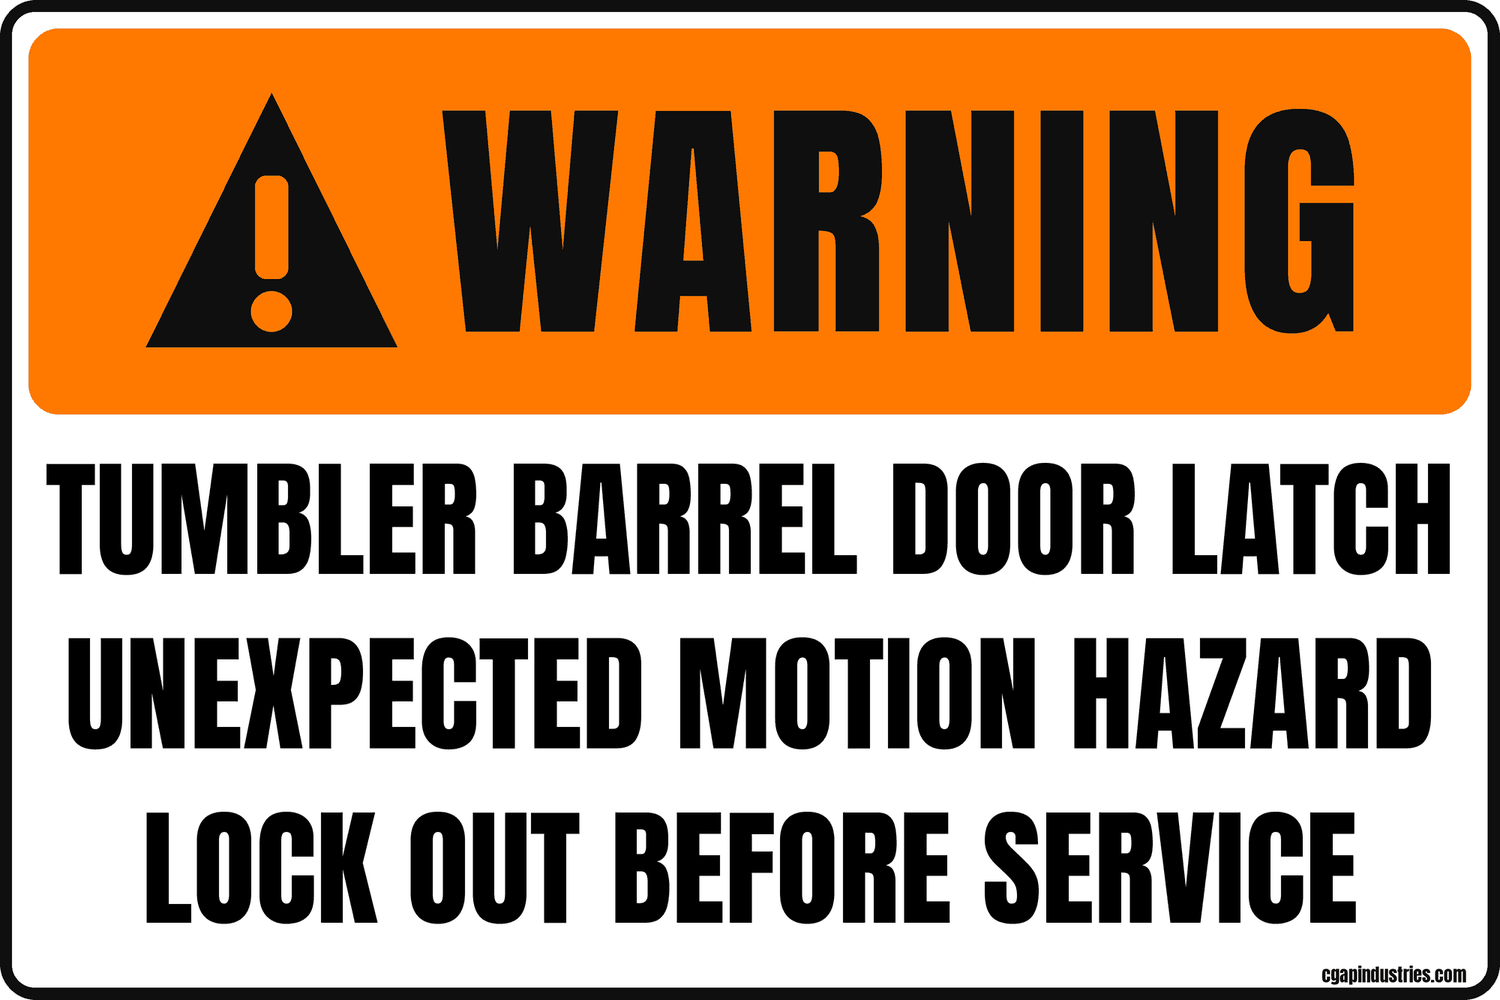 WARNING
TUMBLER BARREL DOOR LATCH
UNEXPECTED MOTION HAZARD
LOCK OUT BEFORE SERVICE
cgapindustries.com